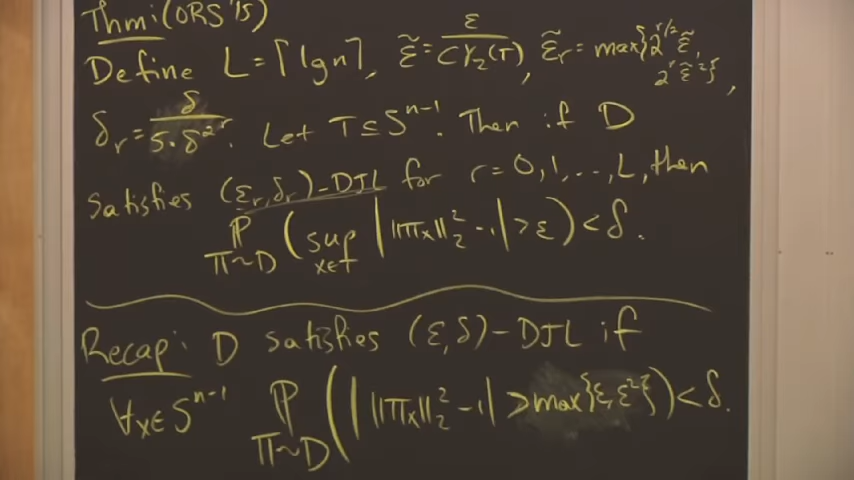 Thm: (ORS '15)
Define L = ⌈lg n⌉, ε̃ = ε / (C γ₂(T)), ε̃_r = max{2^{r/2} ε̃, 2^r ε̃²},
δ_r = δ / (5·8^{2^r}). Let T ⊆ S^{n-1}. Then if D
satisfies (ε_r, δ_r)-DJL for r = 0, 1, ..., L, then
ℙ_{Π~D} ( sup_{x∈T} | ‖Πx‖₂² - 1 | > ε ) < δ.
Recap: D satisfies (ε, δ)-DJL if
∀x∈S^{n-1} ℙ_{Π~D} ( | ‖Πx‖₂² - 1 | > max{ε, ε²} ) < δ.